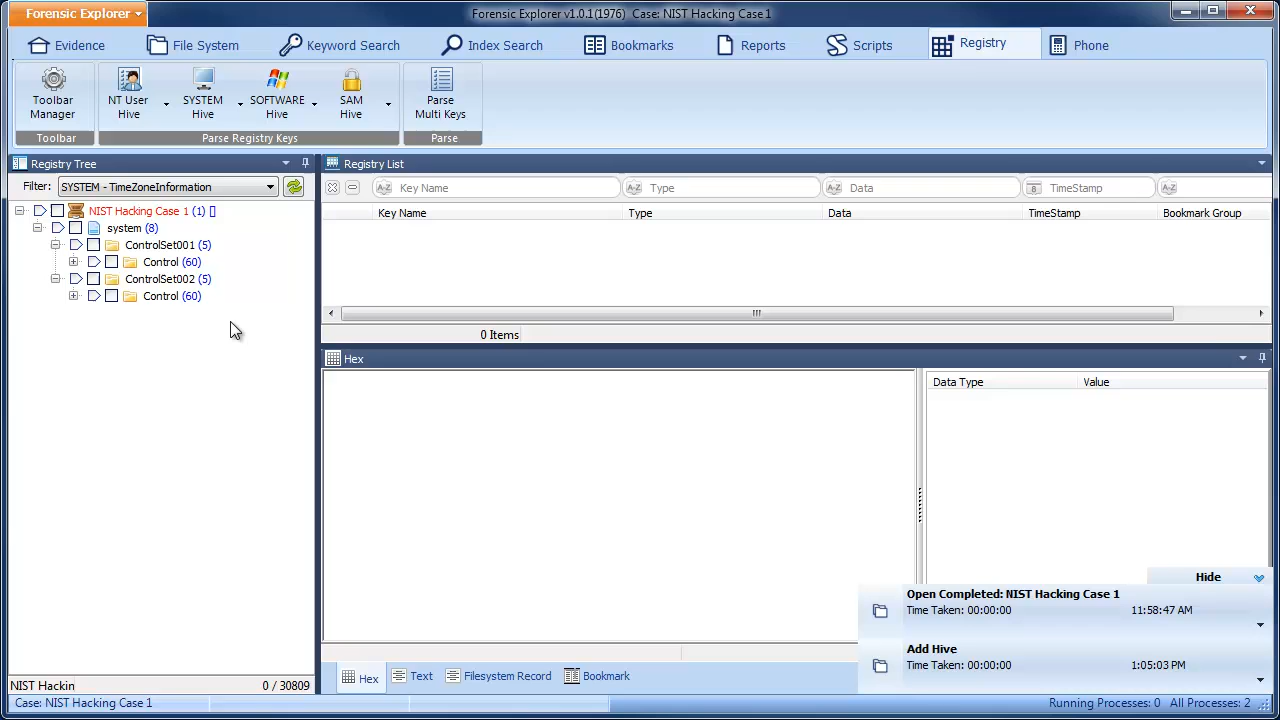 Forensic Explorer
Forensic Explorer v1.0.1(1976) Case: NIST Hacking Case 1
Evidence
File System
Keyword Search
Index Search
Bookmarks
Reports
Scripts
Registry
Phone
Toolbar
Manager
NT User
Hive
SYSTEM
Hive
SOFTWARE
Hive
SAM
Hive
Parse
Multi Keys
Toolbar
Parse Registry Keys
Parse
Registry Tree
Registry List
Filter: SYSTEM - TimeZoneInformation
Key Name
Type
Data
TimeStamp
Key Name Type Data TimeStamp Bookmark Group
NIST Hacking Case 1 (1) []
system (8)
ControlSet001 (5)
Control (60)
ControlSet002 (5)
Control (60)
0 Items
Hex
Data Type Value
Hide
Open Completed: NIST Hacking Case 1
Time Taken: 00:00:00 11:58:47 AM
Add Hive
Time Taken: 00:00:00 1:05:03 PM
Hex Text Filesystem Record Bookmark
NIST Hackin 0 / 30809
Case: NIST Hacking Case 1
Running Processes: 0 All Processes: 2